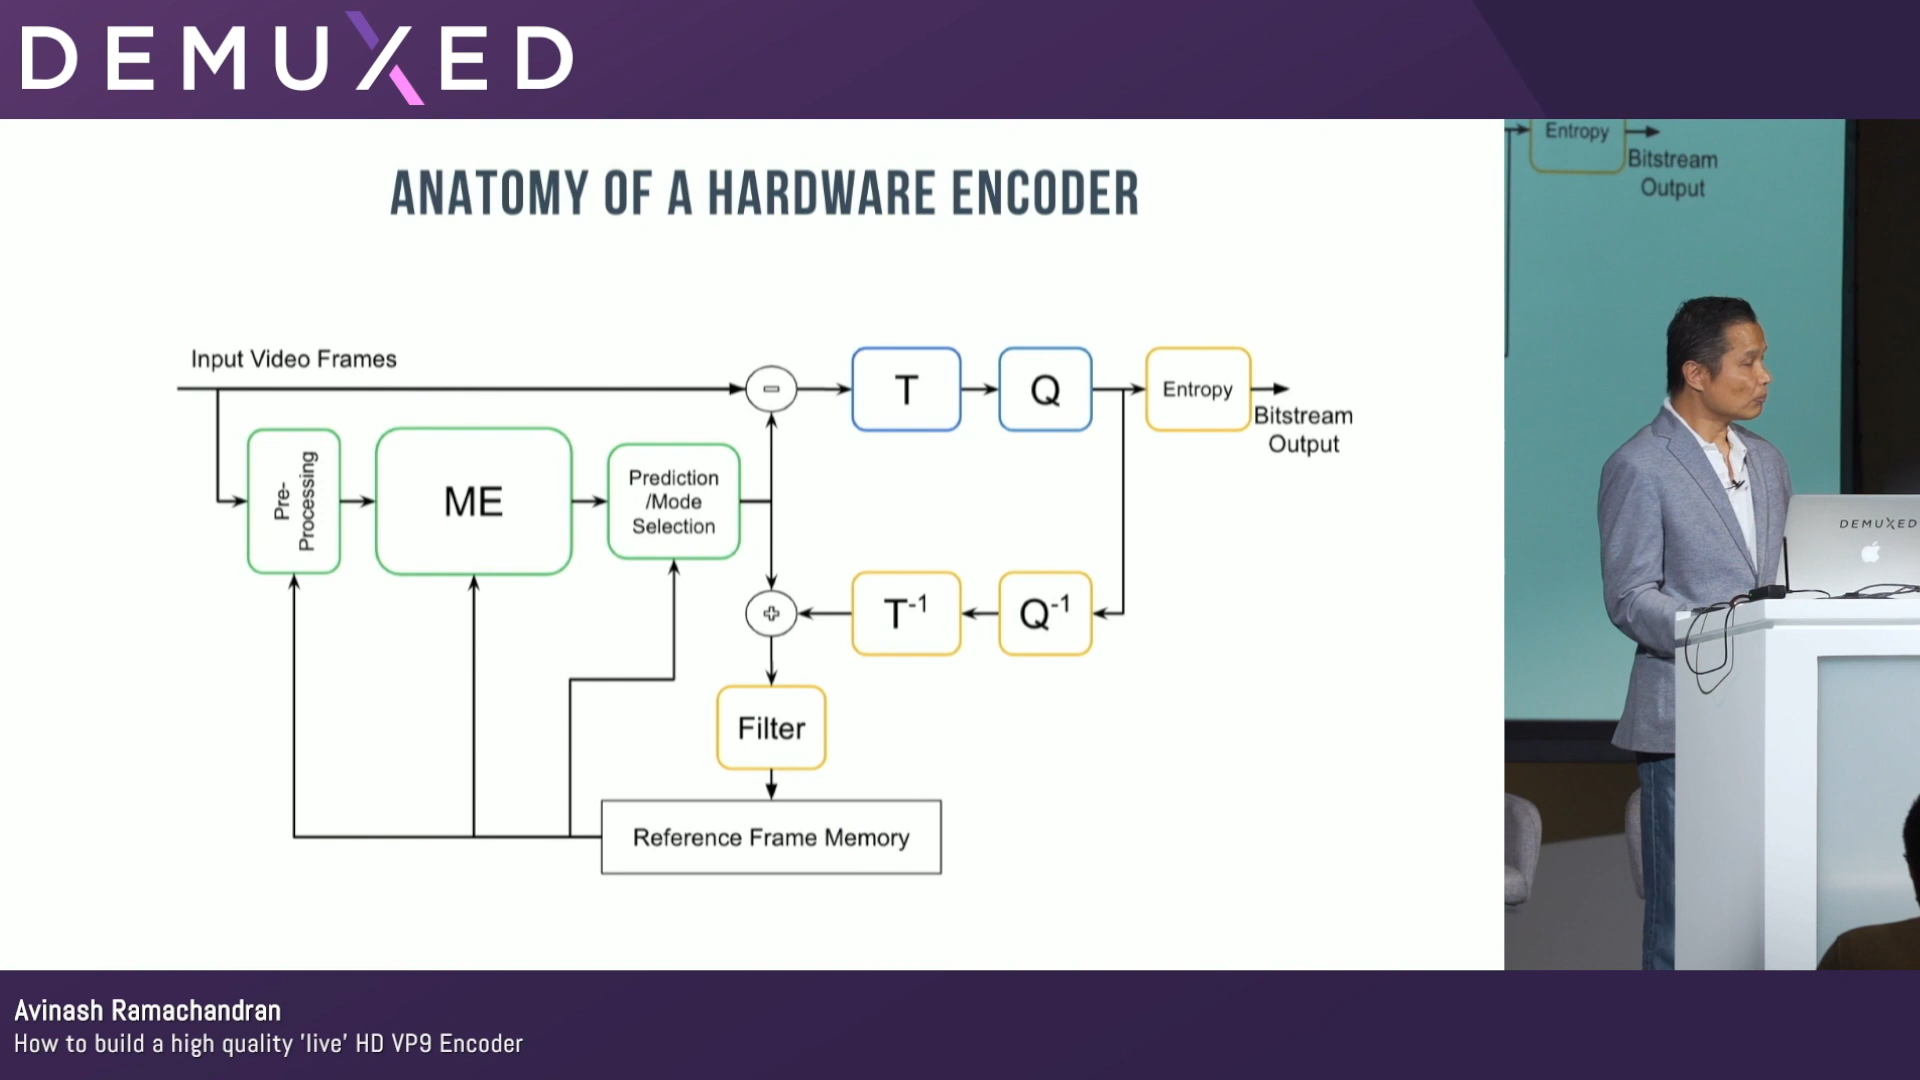 DEMUXED
ANATOMY OF A HARDWARE ENCODER
Input Video Frames
-
T
Q
Entropy
Bitstream
Output
Pre-
Processing
ME
Prediction
/Mode
Selection
+
T-1
Q-1
Filter
Reference Frame Memory
Entropy
Bitstream
Output
DEMUXED
Avinash Ramachandran
How to build a high quality 'live' HD VP9 Encoder